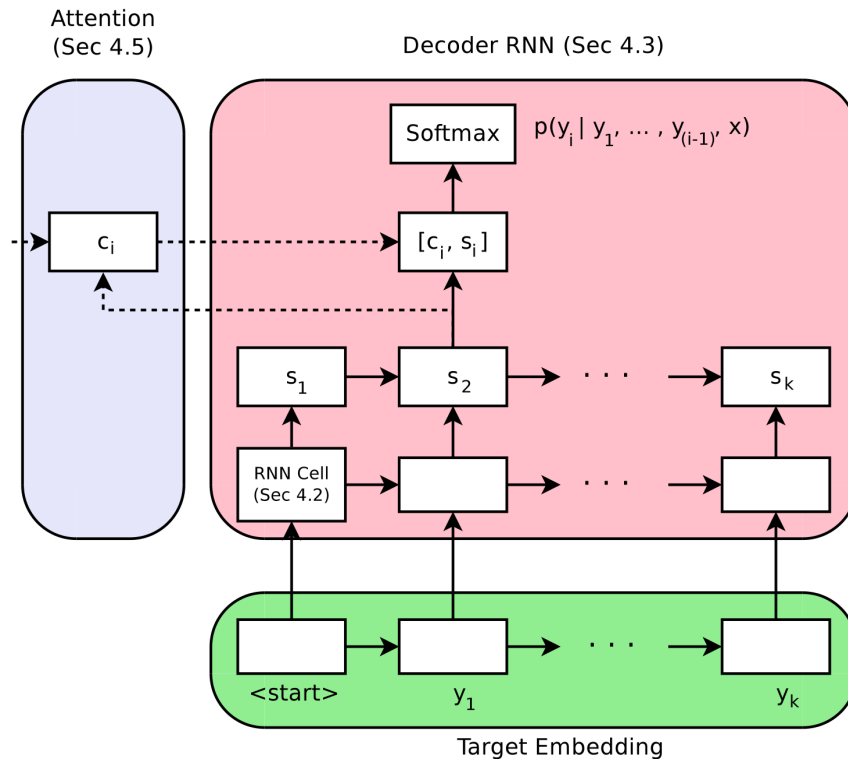 Attention
(Sec 4.5)
Decoder RNN (Sec 4.3)
Softmax
p(y_i | y_1, ... , y_(i-1), x)
c_i
[c_i, s_i]
s_1
s_2
. . .
s_k
RNN Cell
(Sec 4.2)
. . .
. . .
<start>
y_1
y_k
Target Embedding